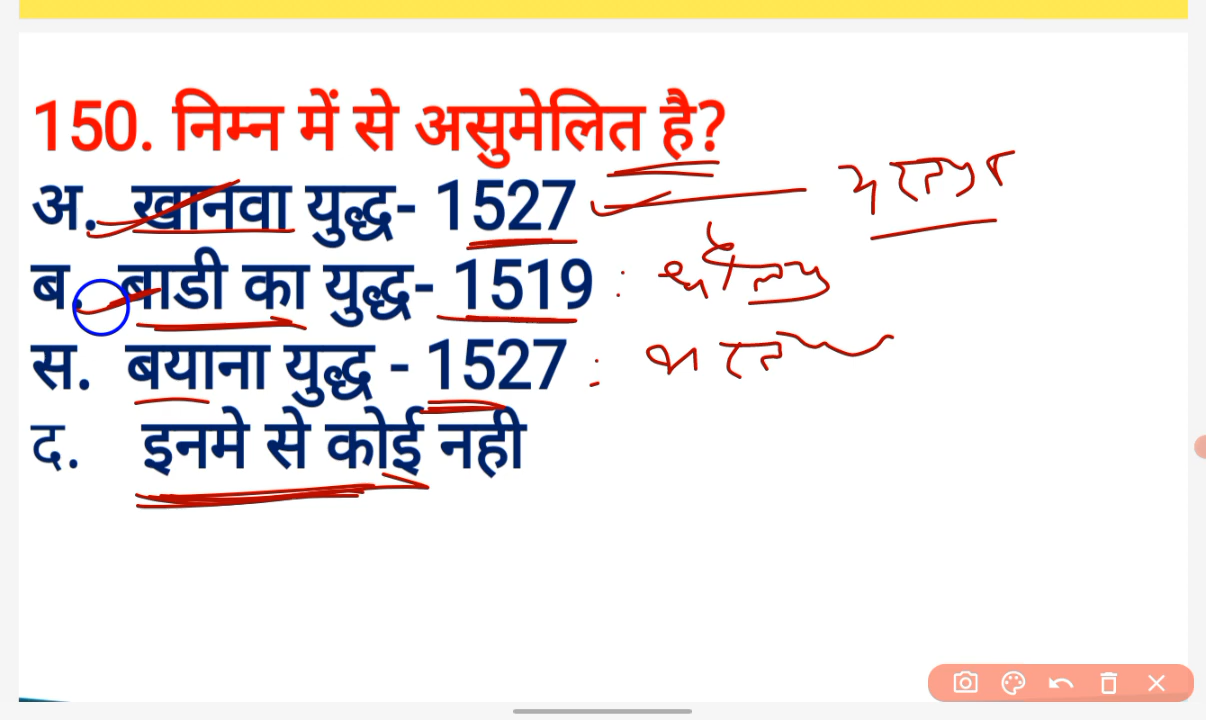 150. निम्न में से असुमेलित है?
अ. खानवा युद्ध- 1527
ब. बाडी का युद्ध- 1519
स. बयाना युद्ध - 1527
द. इनमे से कोई नही